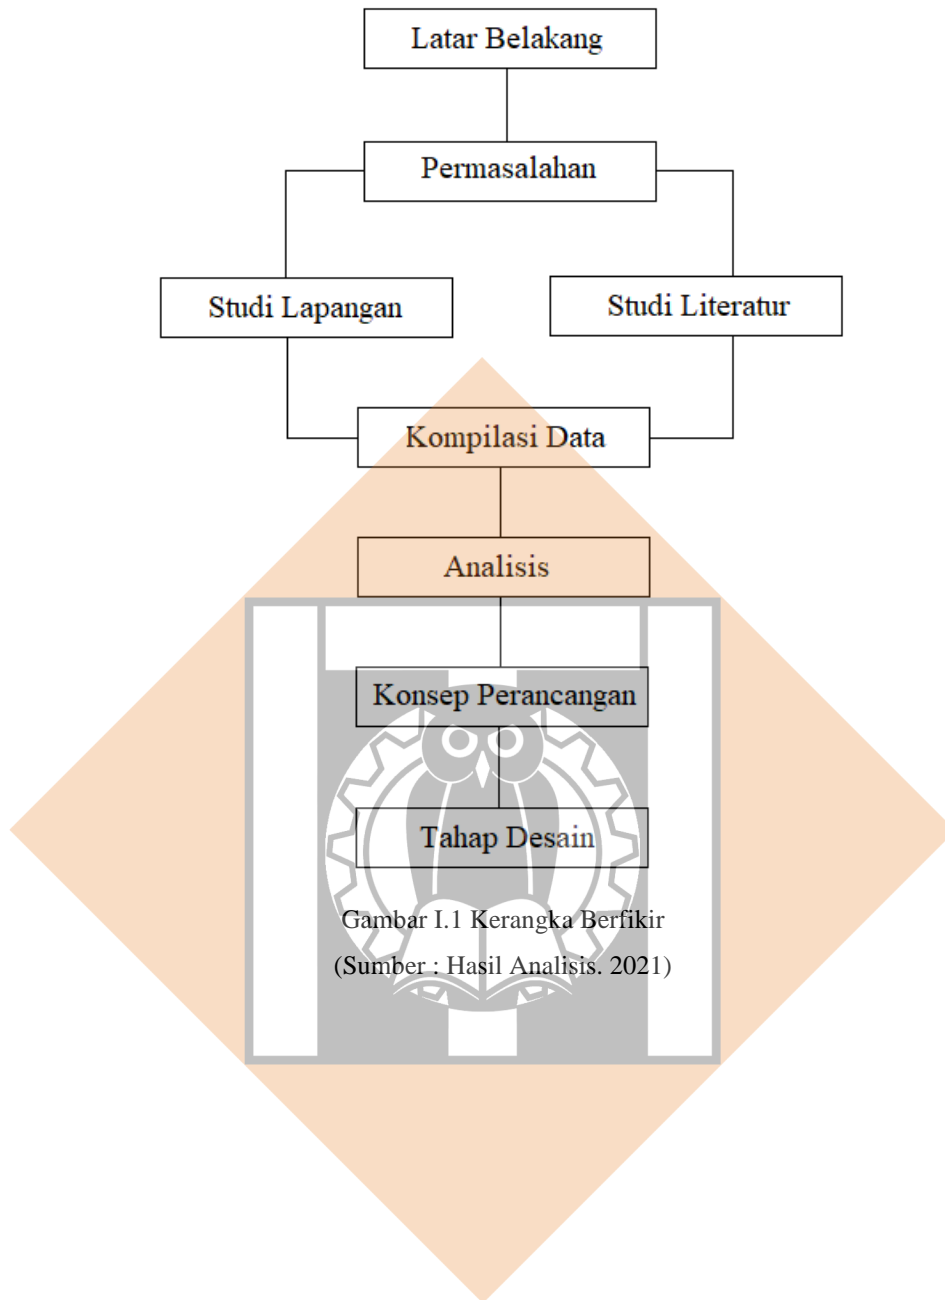 Latar Belakang
Permasalahan
Studi Lapangan
Studi Literatur
Kompilasi Data
Analisis
Konsep Perancangan
Tahap Desain
Gambar I.1 Kerangka Berfikir
(Sumber : Hasil Analisis. 2021)